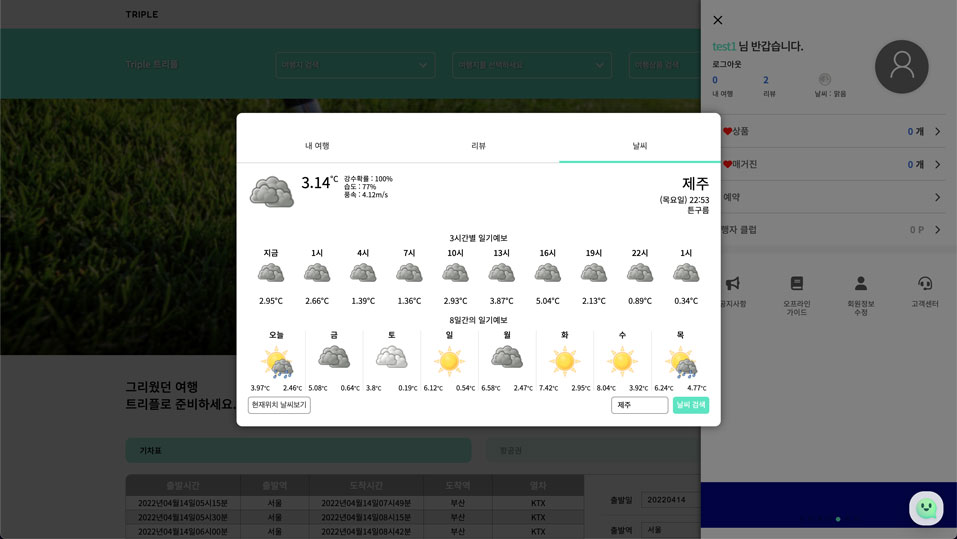 TRIPLE
Triple 트리플
여행지 검색
여행지를 선택하세요
여행상품 검색
test1 님 반갑습니다.
로그아웃
0
2
내 여행
리뷰
날씨 : 맑음
상품
0 개
매거진
0 개
예약
행자 클럽
0 P
공지사항
오프라인
가이드
회원정보
수정
고객센터
내 여행
리뷰
날씨
3.14°C
강수확률 : 100%
습도 : 77%
풍속 : 4.12m/s
제주
(목요일) 22:53
튼구름
3시간별 일기예보
지금 1시 4시 7시 10시 13시 16시 19시 22시 1시
2.95°C 2.66°C 1.39°C 1.36°C 2.93°C 3.87°C 5.04°C 2.13°C 0.89°C 0.34°C
8일간의 일기예보
오늘 금 토 일 월 화 수 목
3.97°C 2.46°C 5.08°C 0.64°C 3.8°C 0.19°C 6.12°C 0.54°C 6.58°C 2.47°C 7.42°C 2.95°C 8.04°C 3.92°C 6.24°C 4.77°C
현재위치 날씨보기
제주
날씨 검색
그리웠던 여행
트리플로 준비하세요.
기차표
항공권
출발시간 출발역 도착시간 도착역 열차
2022년04월14일05시15분 서울 2022년04월14일07시49분 부산 KTX
2022년04월14일05시30분 서울 2022년04월14일08시15분 부산 KTX
2022년04월14일06시00분 서울 2022년04월14일08시42분 부산 KTX
출발일
20220414
출발역
서울